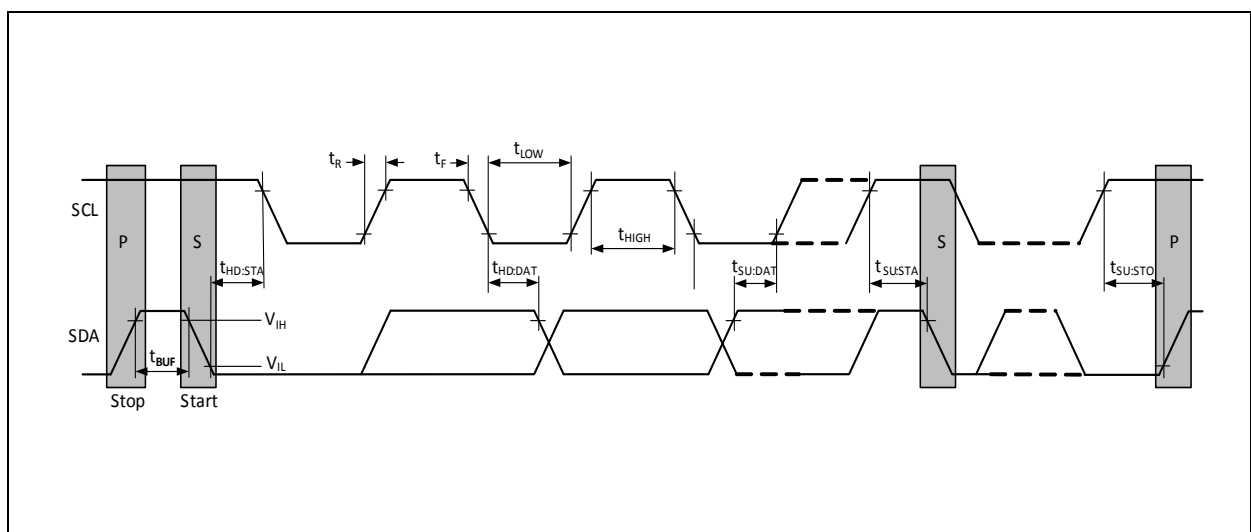 tR
tF
tLOW
SCL
P
S
tHIGH
S
P
tHD:STA
tHD:DAT
tSU:DAT
tSU:STA
tSU:STO
SDA
VIH
tBUF
VIL
Stop
Start